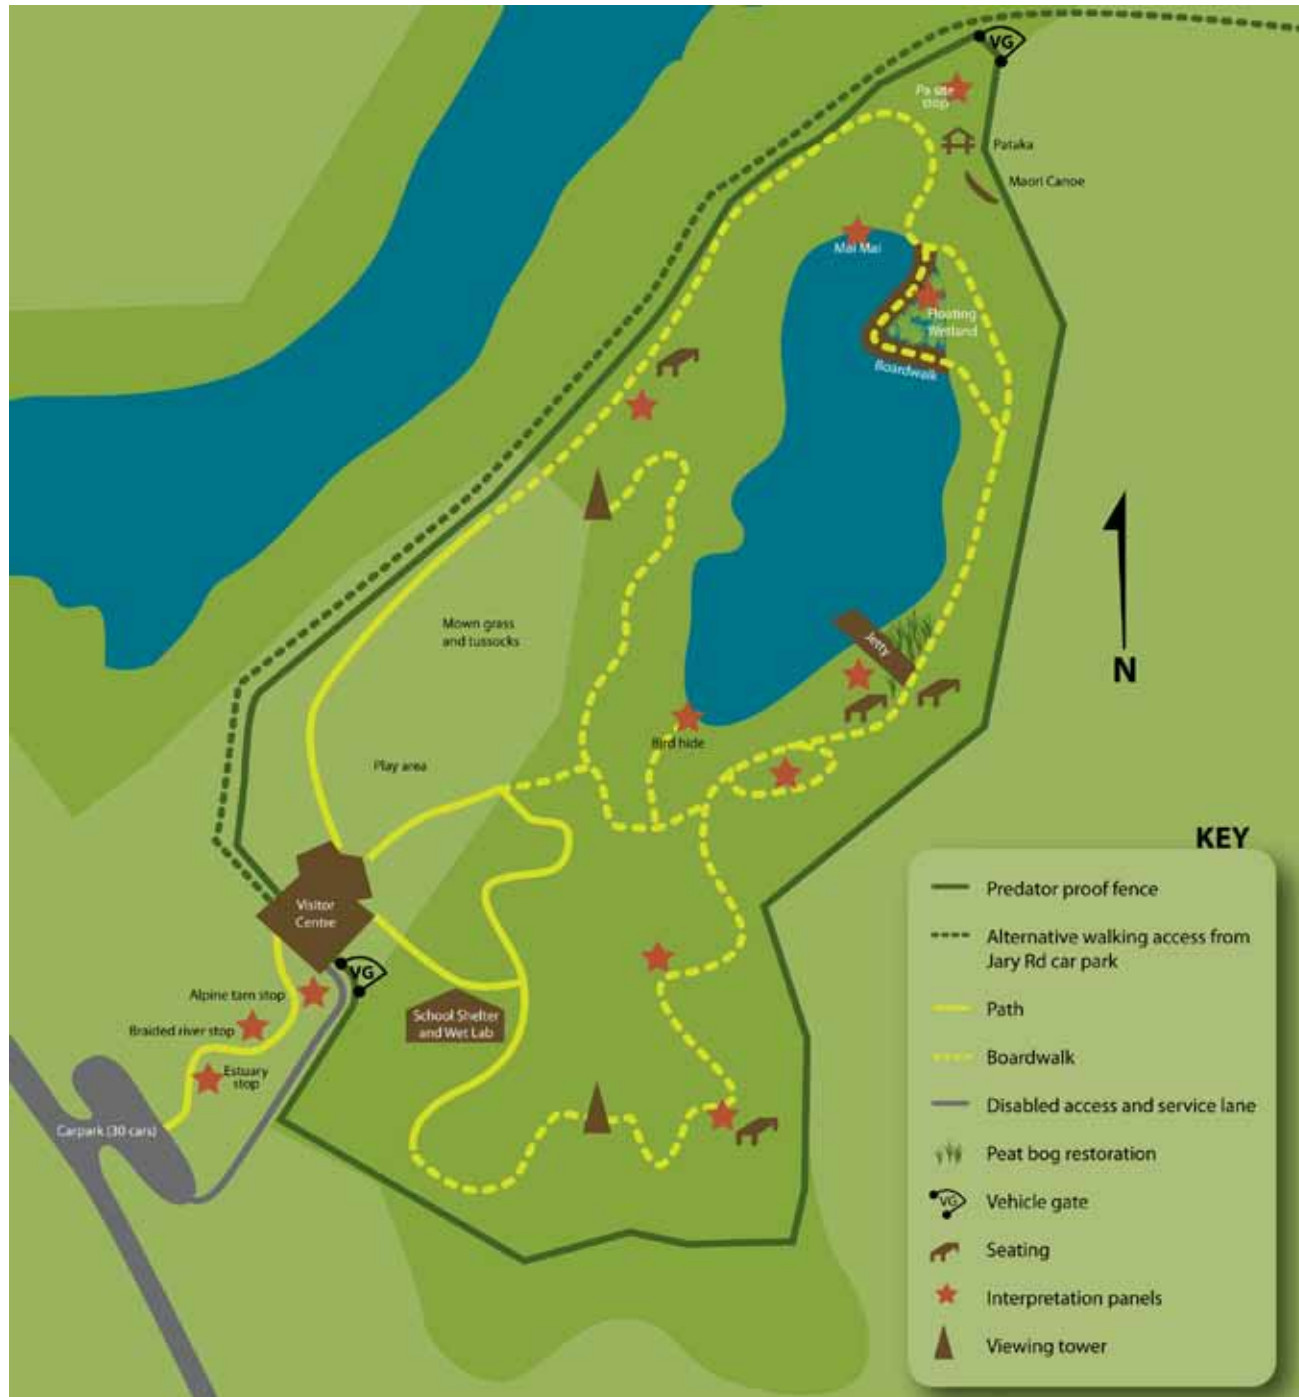 VG
Pa site
stop
Pataka
Maori Canoe
Mai Mai
Floating
Wetland
Boardwalk
Mown grass
and tussocks
Jetty
N
Bird hide
Play area
Visitor
Centre
VG
Alpine tarn stop
School Shelter
and Wet Lab
Braided river stop
Estuary
stop
Carpark (30 cars)
KEY
Predator proof fence
Alternative walking access from
Jary Rd car park
Path
Boardwalk
Disabled access and service lane
Peat bog restoration
VG
Vehicle gate
Seating
Interpretation panels
Viewing tower